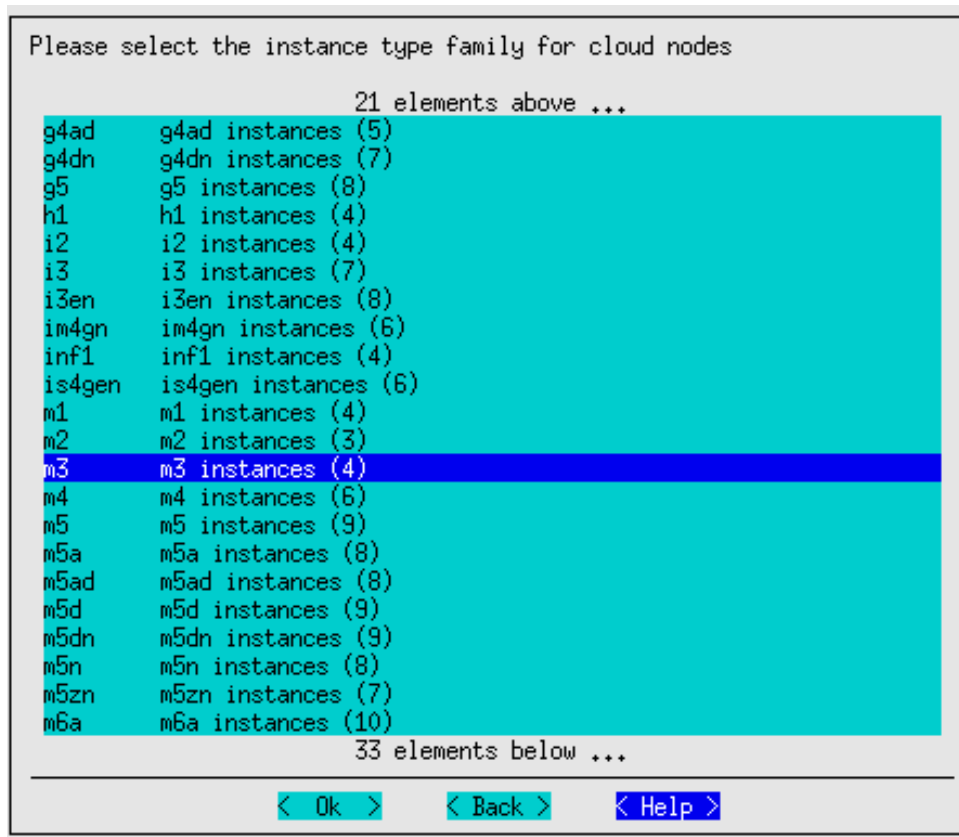 Please select the instance type family for cloud nodes
21 elements above ...
g4ad g4ad instances (5)
g4dn g4dn instances (7)
g5 g5 instances (8)
h1 h1 instances (4)
i2 i2 instances (4)
i3 i3 instances (7)
i3en i3en instances (8)
im4gn im4gn instances (6)
inf1 inf1 instances (4)
is4gen is4gen instances (6)
m1 m1 instances (4)
m2 m2 instances (3)
m3 m3 instances (4)
m4 m4 instances (6)
m5 m5 instances (9)
m5a m5a instances (8)
m5ad m5ad instances (8)
m5d m5d instances (9)
m5dn m5dn instances (9)
m5n m5n instances (8)
m5zn m5zn instances (7)
m6a m6a instances (10)
33 elements below ...
< Ok > < Back > < Help >